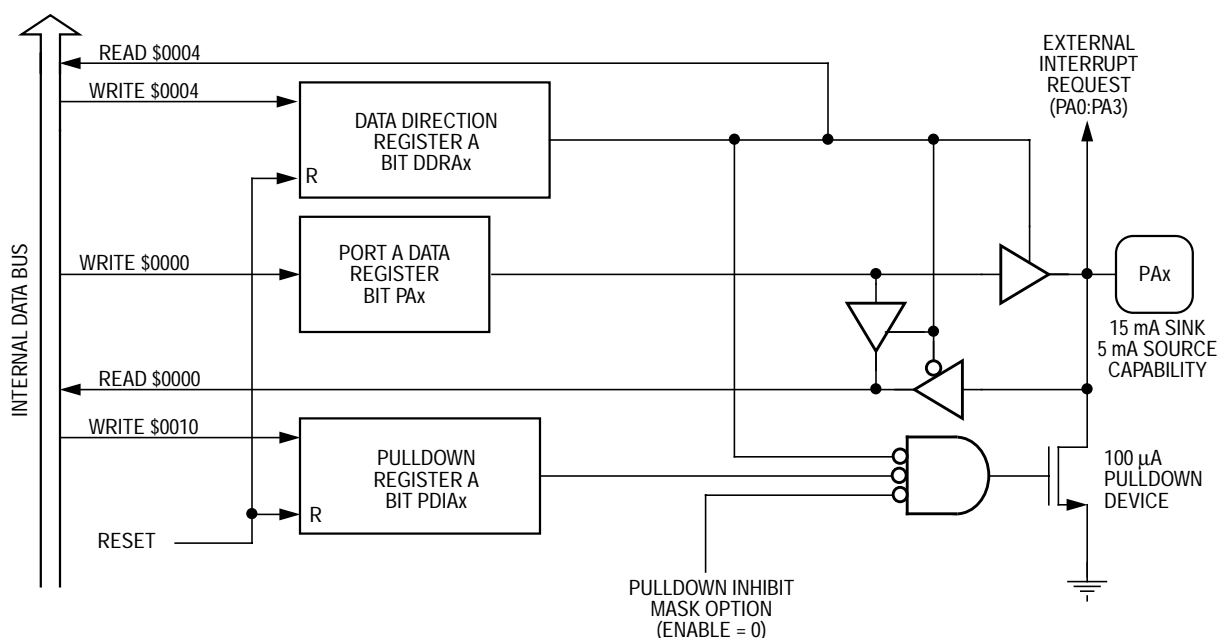 READ $0004
WRITE $0004
DATA DIRECTION
REGISTER A
BIT DDRAx
R
EXTERNAL
INTERRUPT
REQUEST
(PA0:PA3)
INTERNAL DATA BUS
WRITE $0000
PORT A DATA
REGISTER
BIT PAx
PAx
15 mA SINK
5 mA SOURCE
CAPABILITY
READ $0000
WRITE $0010
PULLDOWN
REGISTER A
BIT PDIAx
R
100 µA
PULLDOWN
DEVICE
RESET
PULLDOWN INHIBIT
MASK OPTION
(ENABLE = 0)